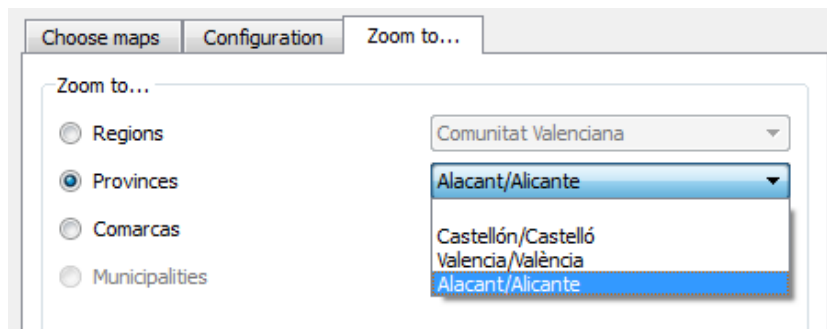 Choose maps Configuration Zoom to...
Zoom to...
Regions Comunitat Valenciana
Provinces Alacant/Alicante
Comarcas
Castellón/Castelló
Valencia/València
Municipalities
Alacant/Alicante